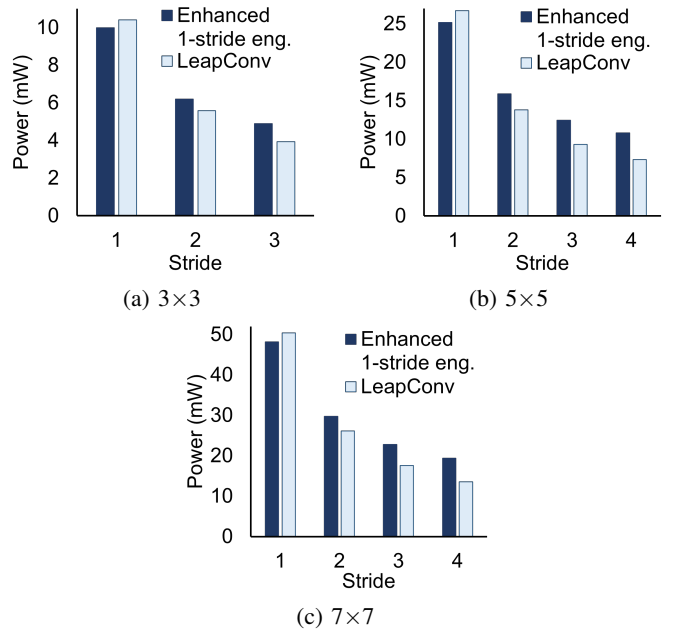 Enhanced
1-stride eng.
LeapConv
Power (mW)
10
8
6
4
2
0
1 2 3
Stride
(a) 3×3
Enhanced
1-stride eng.
LeapConv
Power (mW)
25
20
15
10
5
0
1 2 3 4
Stride
(b) 5×5
Enhanced
1-stride eng.
LeapConv
Power (mW)
50
40
30
20
10
0
1 2 3 4
Stride
(c) 7×7